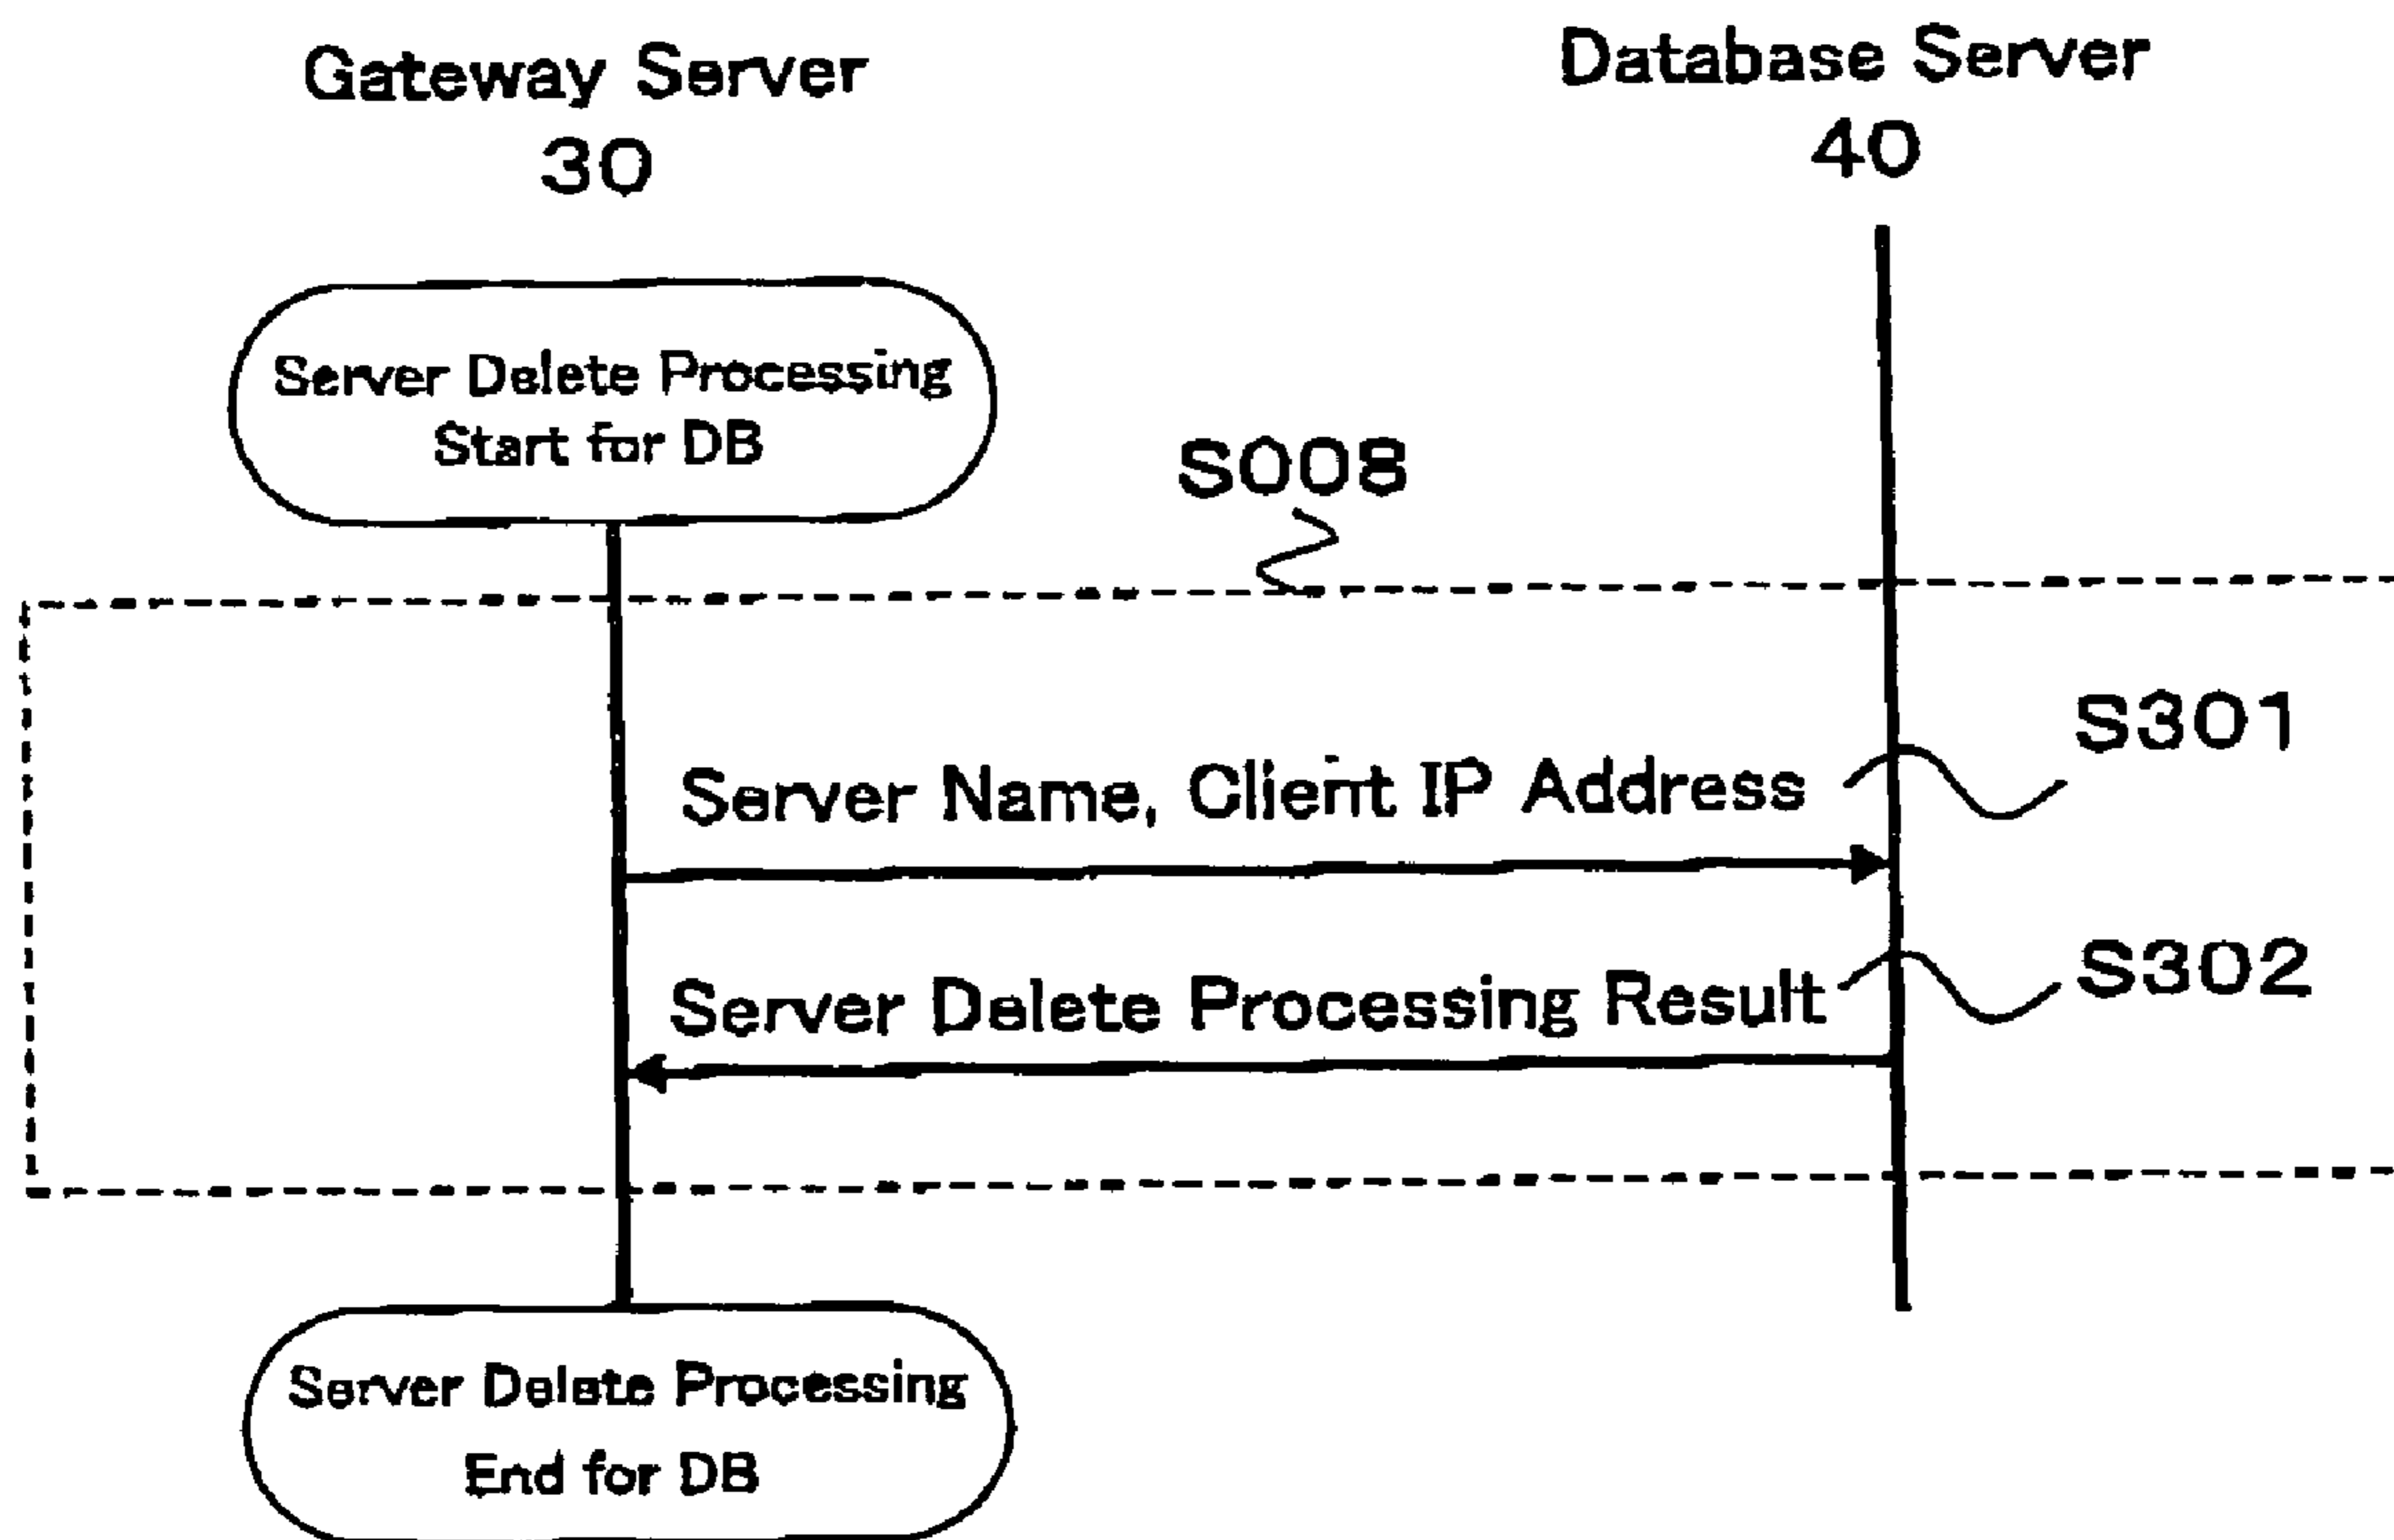 Gateway Server
30
Database Server
40
Server Delete Processing
Start for DB
S008
S301
Server Name, Client IP Address
S302
Server Delete Processing Result
Server Delete Processing
End for DB